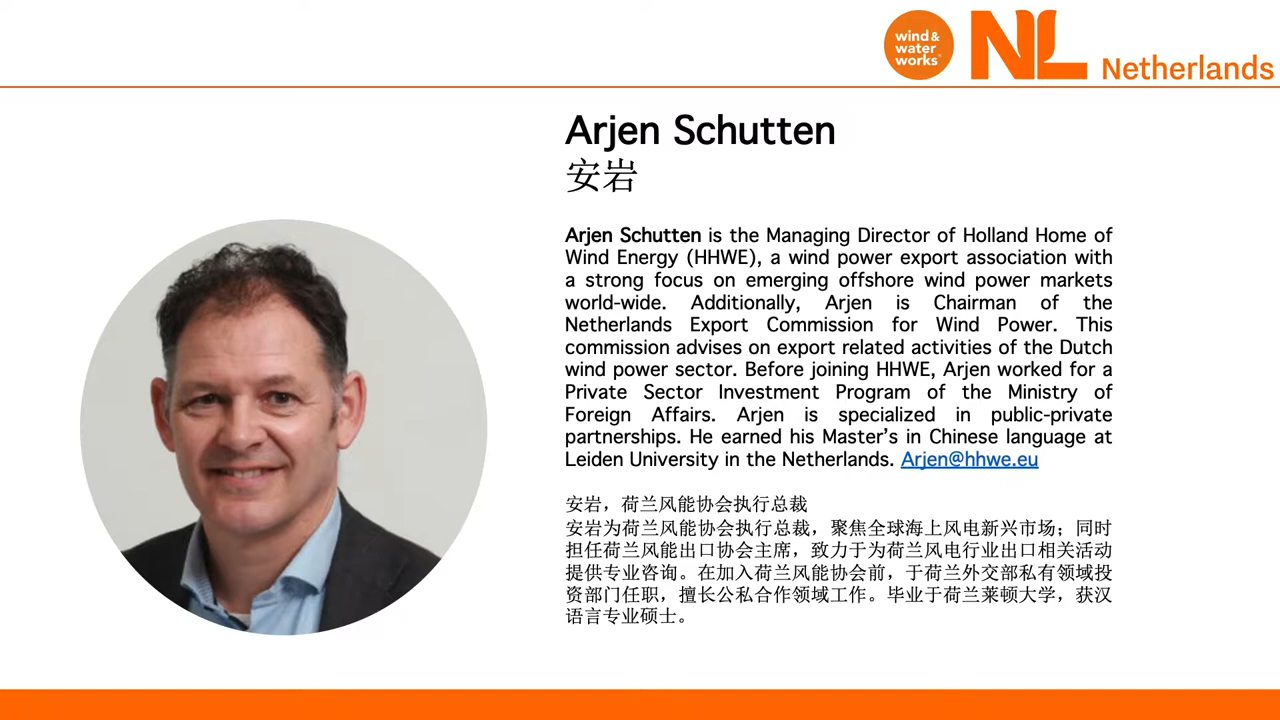 wind &
water
works
NL Netherlands
Arjen Schutten
安岩
Arjen Schutten is the Managing Director of Holland Home of
Wind Energy (HHWE), a wind power export association with
a strong focus on emerging offshore wind power markets
world-wide. Additionally, Arjen is Chairman of the
Netherlands Export Commission for Wind Power. This
commission advises on export related activities of the Dutch
wind power sector. Before joining HHWE, Arjen worked for a
Private Sector Investment Program of the Ministry of
Foreign Affairs. Arjen is specialized in public-private
partnerships. He earned his Master’s in Chinese language at
Leiden University in the Netherlands. Arjen@hhwe.eu
安岩，荷兰风能协会执行总裁
安岩为荷兰风能协会执行总裁，聚焦全球海上风电新兴市场；同时
担任荷兰风能出口协会主席，致力于为荷兰风电行业出口相关活动
提供专业咨询。在加入荷兰风能协会前，于荷兰外交部私有领域投
资部门任职，擅长公私合作领域工作。毕业于荷兰莱顿大学，获汉
语言专业硕士。